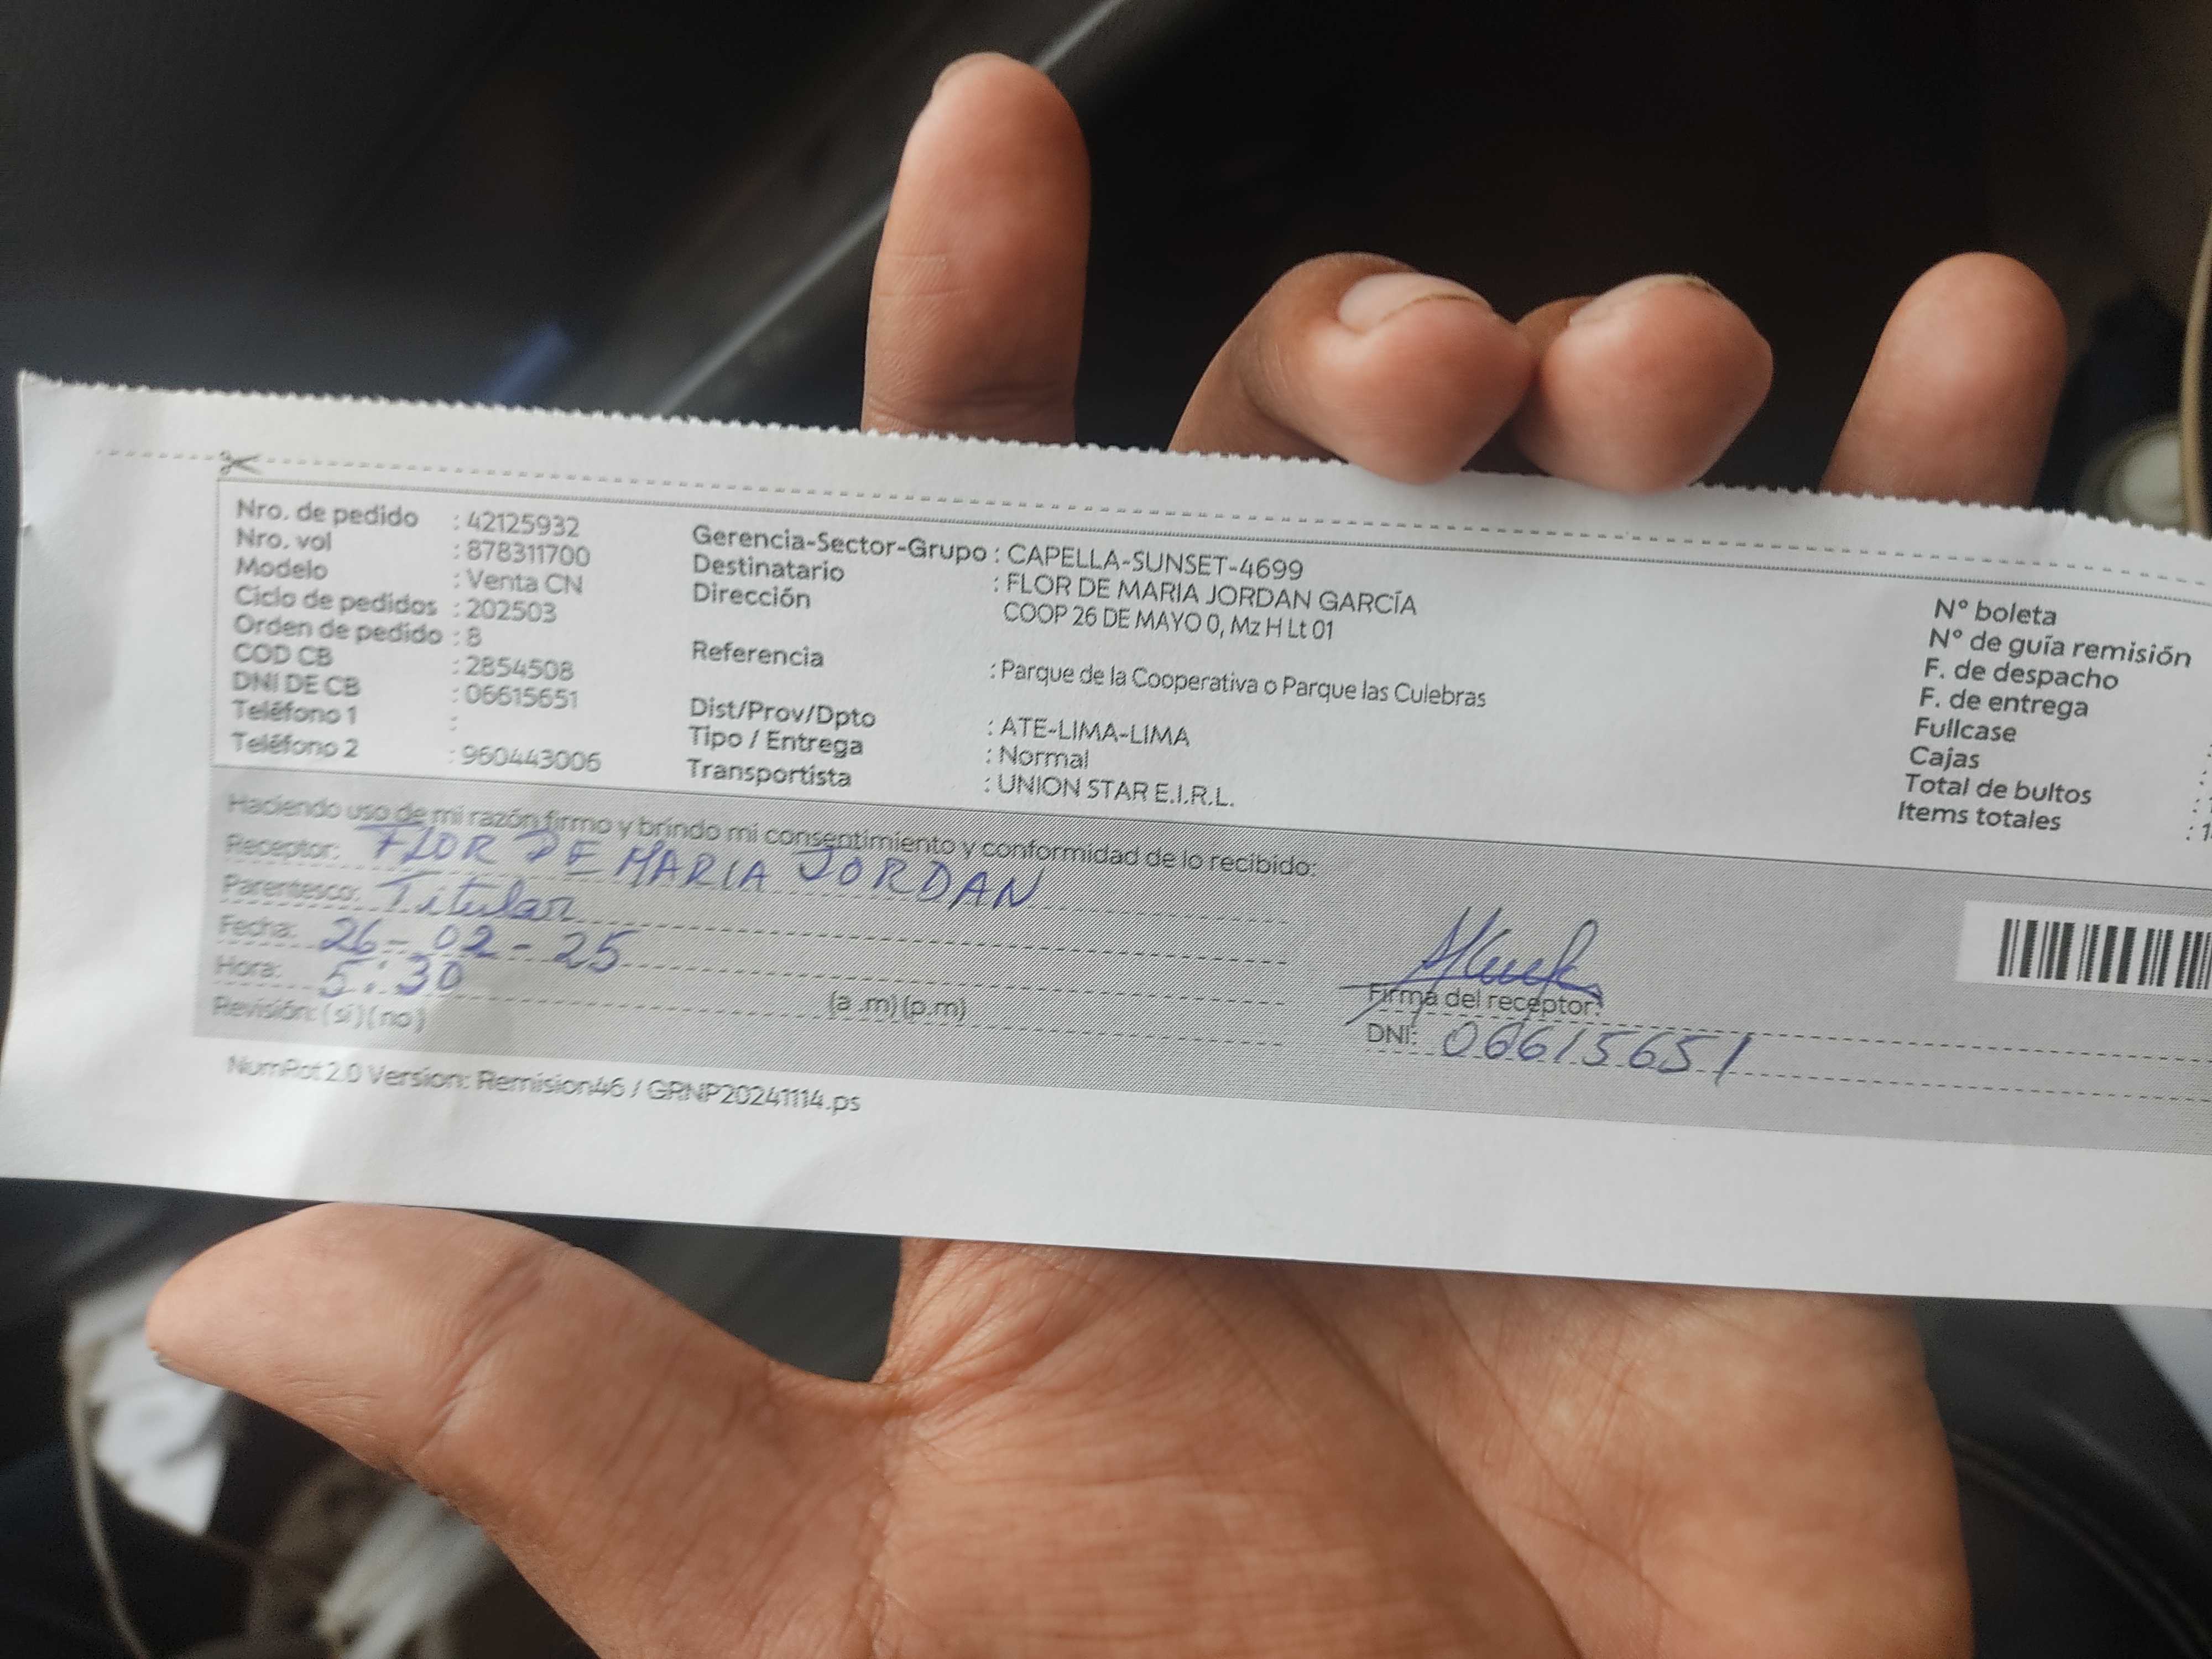 Nro. de pedido : 42125932
Nro. vol : 878311700
Modelo : Venta CN
Ciclo de pedidos : 202503
Orden de pedido : 8
COD CB : 2854508
DNI DE CB : 06615651
Teléfono 1 :
Teléfono 2 : 960443006
Gerencia-Sector-Grupo : CAPELLA-SUNSET-4699
Destinatario : FLOR DE MARIA JORDAN GARCÍA
Dirección COOP 26 DE MAYO 0, Mz H Lt 01
Referencia : Parque de la Cooperativa o Parque las Culebras
Dist/Prov/Dpto : ATE-LIMA-LIMA
Tipo / Entrega : Normal
Transportista : UNION STAR E.I.R.L.
N° boleta
N° de guía remisión
F. de despacho
F. de entrega
Fullcase :
Cajas :
Total de bultos :
Items totales : 1
Haciendo uso de mi razón firmo y brindo mi consentimiento y conformidad de lo recibido:
Receptor: FLOR DE MARIA JORDAN
Parentesco: Titular
Fecha: 26-02-25
Hora: 5:30 (a.m) (p.m)
Revisión: (si) (no)
Firma del receptor:
DNI: 06615651
NumRot 2.0 Version: Remision46 / GRNP20241114.ps